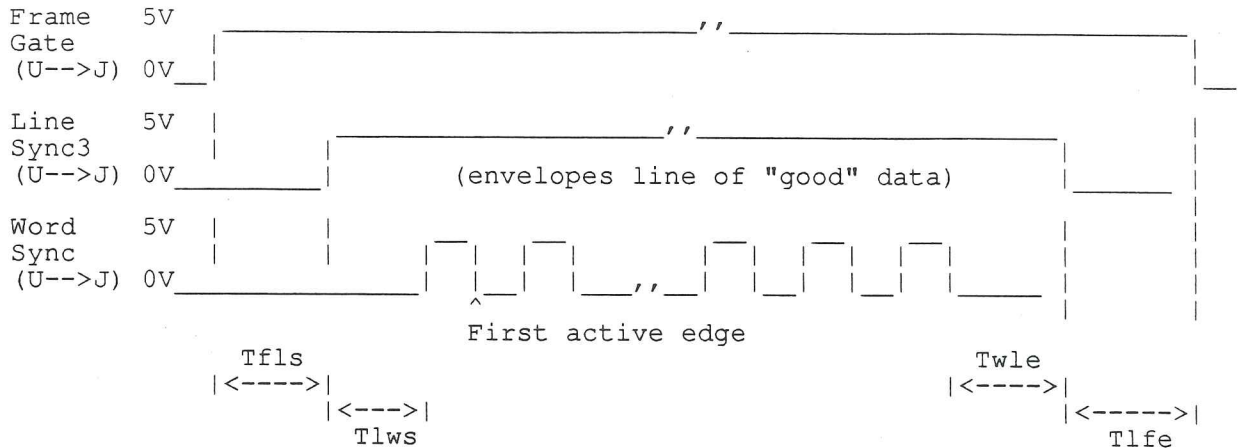 Frame 5V
Gate
(U-->J) 0V
Line 5V
Sync3
(U-->J) 0V
(envelopes line of "good" data)
Word 5V
Sync
(U-->J) 0V
^
First active edge
Tfls Twle
|<---->| |<---->|
|<--->| |<----->|
Tlws Tlfe